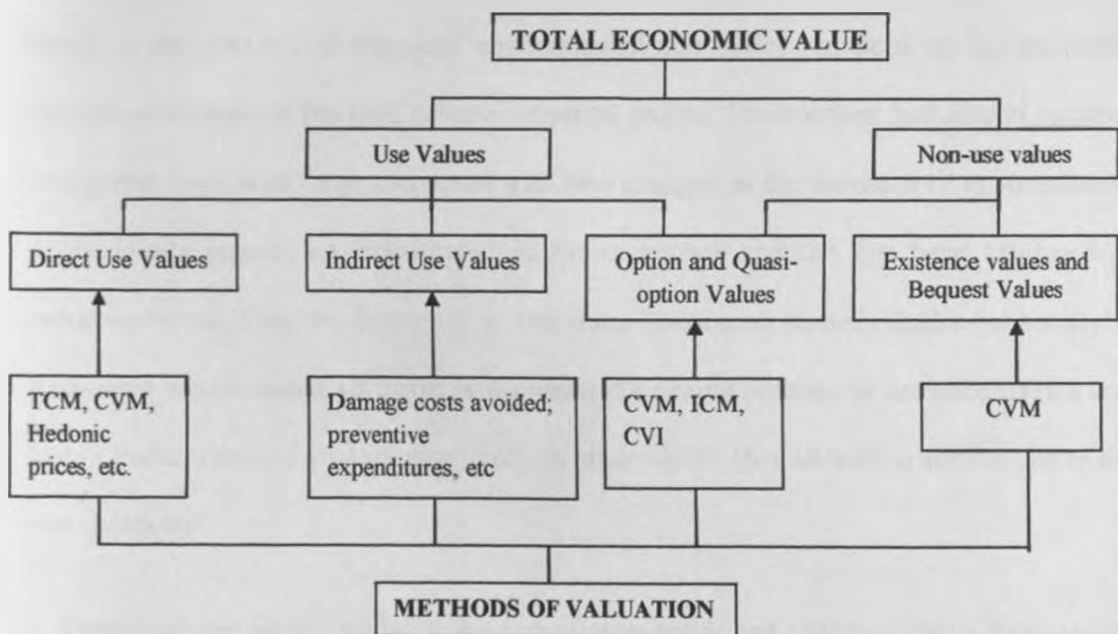 TOTAL ECONOMIC VALUE
Use Values
Non-use values
Direct Use Values
Indirect Use Values
Option and Quasi-
option Values
Existence values and
Bequest Values
TCM, CVM,
Hedonic
prices, etc.
Damage costs avoided;
preventive
expenditures, etc
CVM, ICM,
CVI
CVM
METHODS OF VALUATION